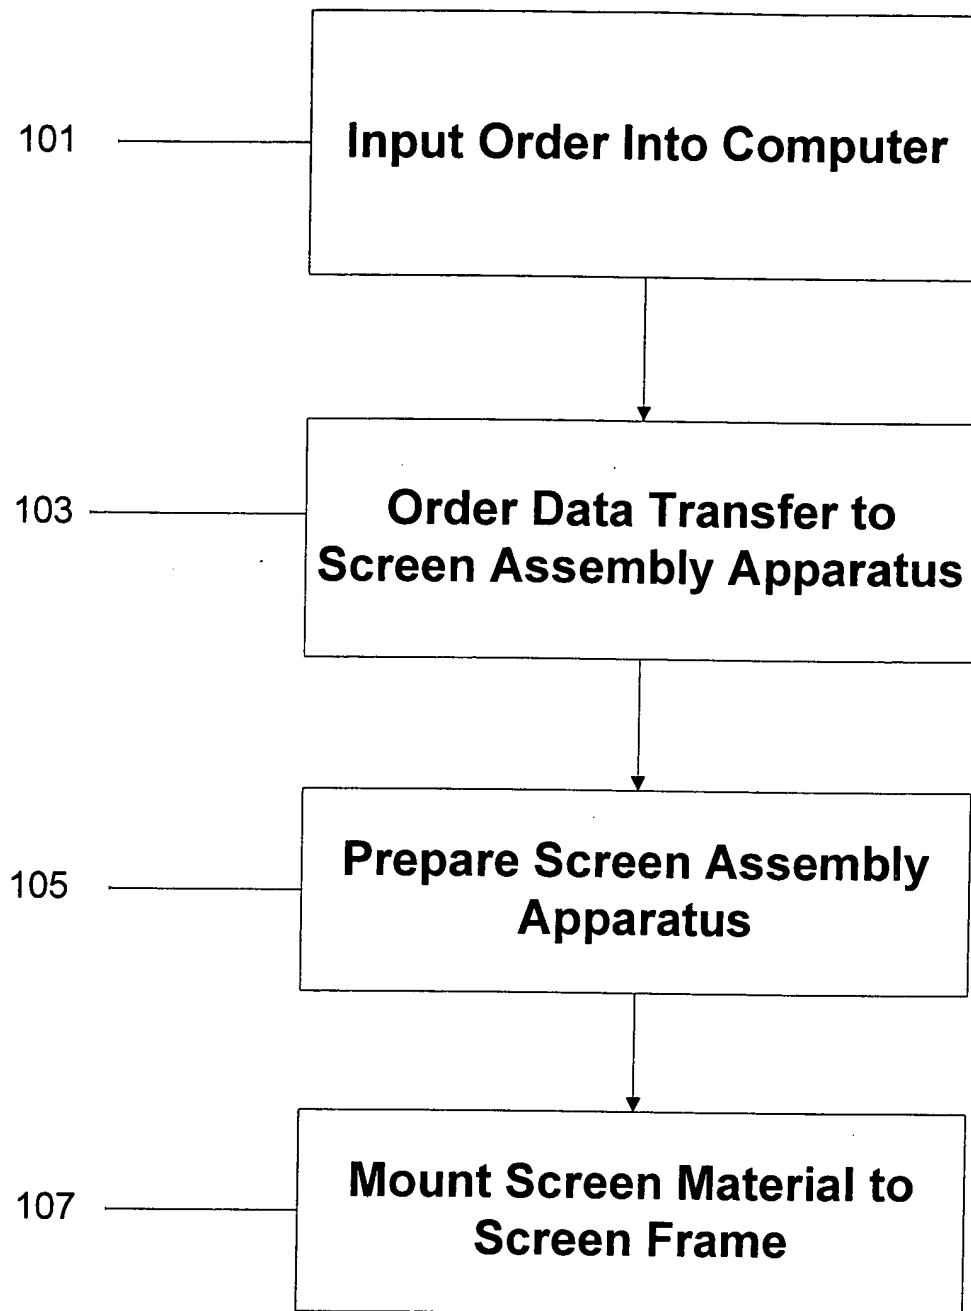 101
Input Order Into Computer
103
Order Data Transfer to
Screen Assembly Apparatus
105
Prepare Screen Assembly
Apparatus
107
Mount Screen Material to
Screen Frame